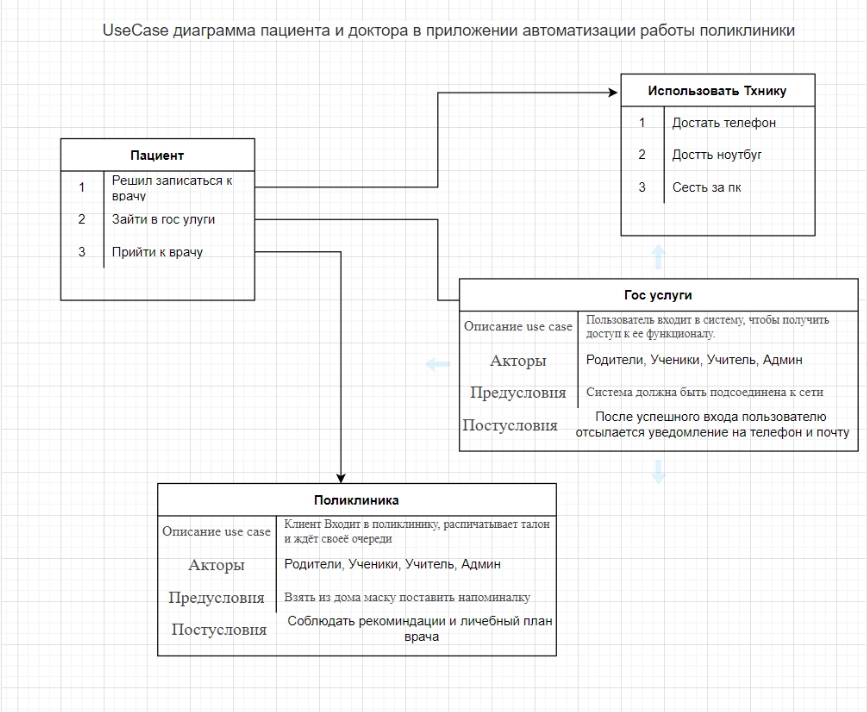 UseCase диаграмма пациента и доктора в приложении автоматизации работы поликлиники
Использовать Тхнику
1 Достать телефон
2 Достть ноутбуг
3 Сесть за пк
Пациент
1 Решил записаться к
врачу
2 Зайти в гос улуги
3 Прийти к врачу
Гос услуги
Описание use case Пользователь входит в систему, чтобы получить
доступ к ее функционалу.
Акторы Родители, Ученики, Учитель, Админ
Предусловия Система должна быть подсоединена к сети
Постусловия После успешного входа пользователю
отсылается уведомление на телефон и почту
Поликлиника
Описание use case Клиент Входит в поликлинику, распичатывает талон
и ждёт своеё очереди
Акторы Родители, Ученики, Учитель, Админ
Предусловия Взять из дома маску поставить напоминалку
Постусловия Соблюдать рекоминдации и личебный план
врача